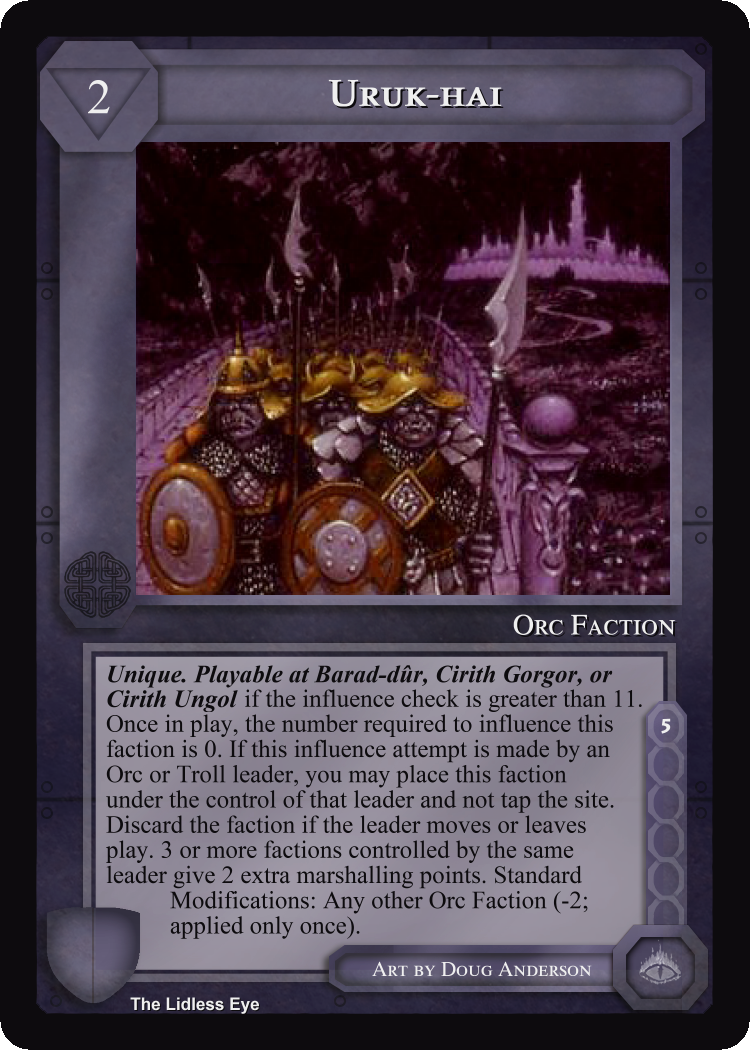 2
Uruk-hai
Orc Faction
Unique. Playable at Barad-dûr, Cirith Gorgor, or
Cirith Ungol if the influence check is greater than 11.
Once in play, the number required to influence this
faction is 0. If this influence attempt is made by an
Orc or Troll leader, you may place this faction
under the control of that leader and not tap the site.
Discard the faction if the leader moves or leaves
play. 3 or more factions controlled by the same
leader give 2 extra marshalling points. Standard
Modifications: Any other Orc Faction (-2;
applied only once).
5
Art by Doug Anderson
The Lidless Eye